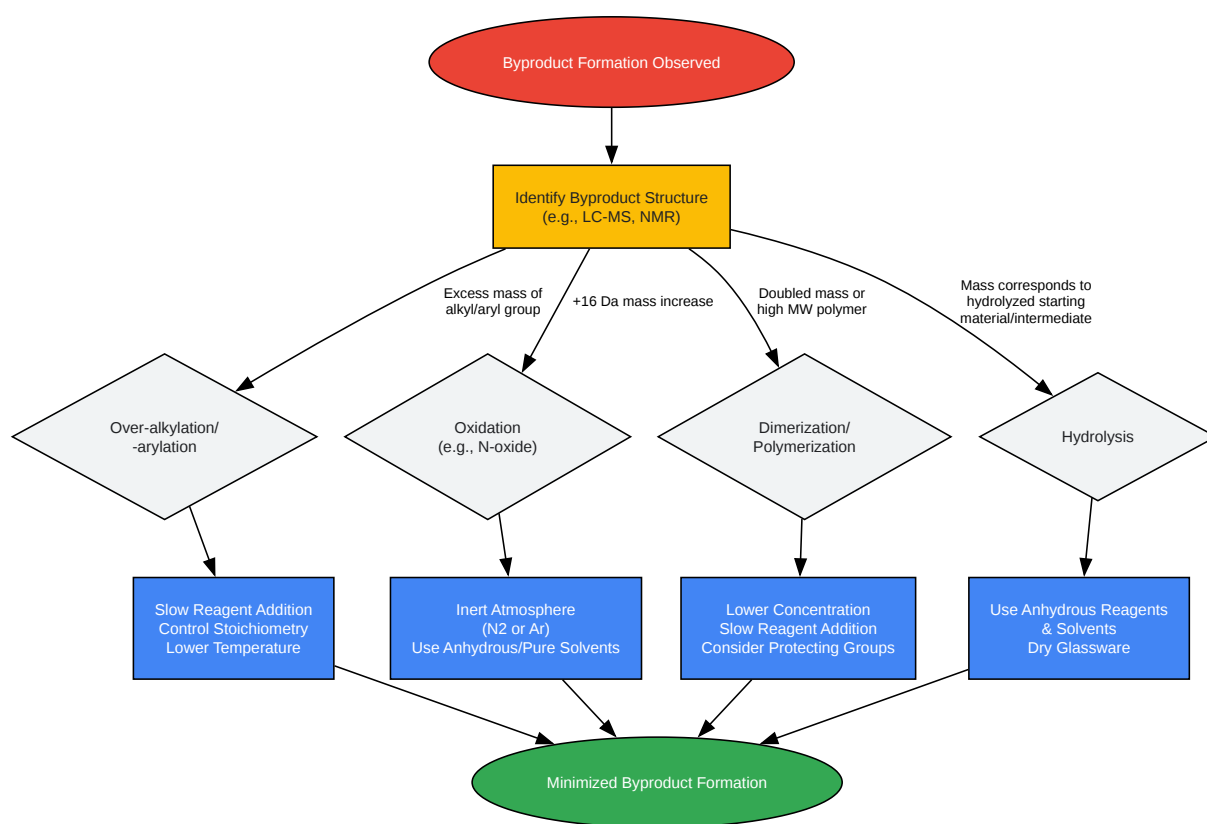 Byproduct Formation Observed
Identify Byproduct Structure
(e.g., LC-MS, NMR)
Excess mass of
alkyl/aryl group
+16 Da mass increase
Doubled mass or
high MW polymer
Mass corresponds to
hydrolyzed starting
material/intermediate
Over-alkylation/
-arylation
Oxidation
(e.g., N-oxide)
Dimerization/
Polymerization
Hydrolysis
Slow Reagent Addition
Control Stoichiometry
Lower Temperature
Inert Atmosphere
(N2 or Ar)
Use Anhydrous/Pure Solvents
Lower Concentration
Slow Reagent Addition
Consider Protecting Groups
Use Anhydrous Reagents
& Solvents
Dry Glassware
Minimized Byproduct Formation